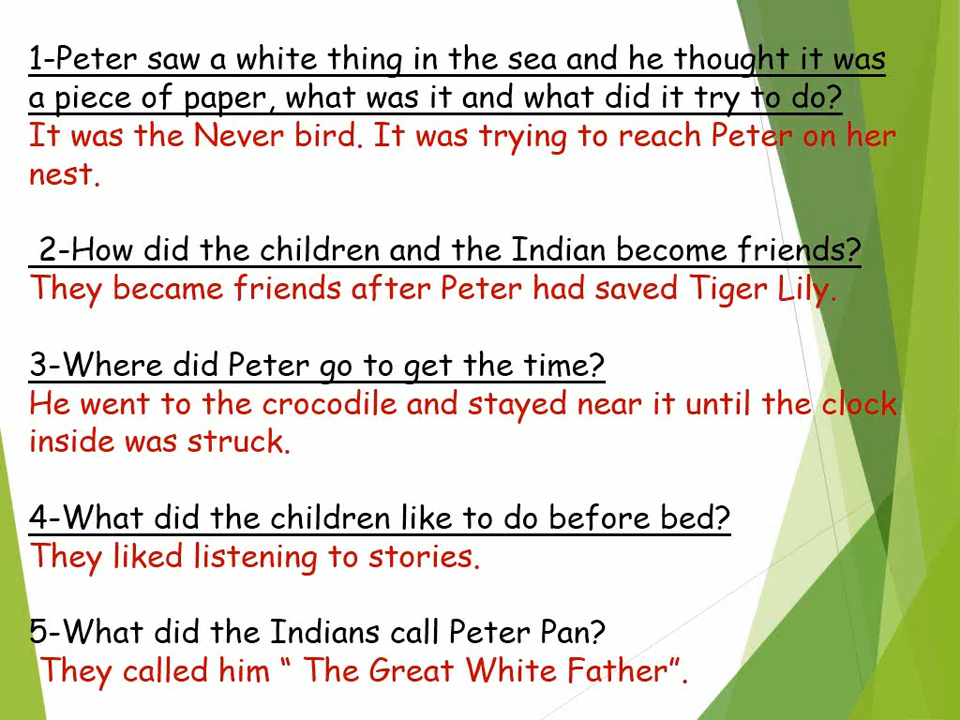 1-Peter saw a white thing in the sea and he thought it was
a piece of paper, what was it and what did it try to do?
It was the Never bird. It was trying to reach Peter on her
nest.
2-How did the children and the Indian become friends?
They became friends after Peter had saved Tiger Lily.
3-Where did Peter go to get the time?
He went to the crocodile and stayed near it until the clock
inside was struck.
4-What did the children like to do before bed?
They liked listening to stories.
5-What did the Indians call Peter Pan?
They called him “ The Great White Father”.